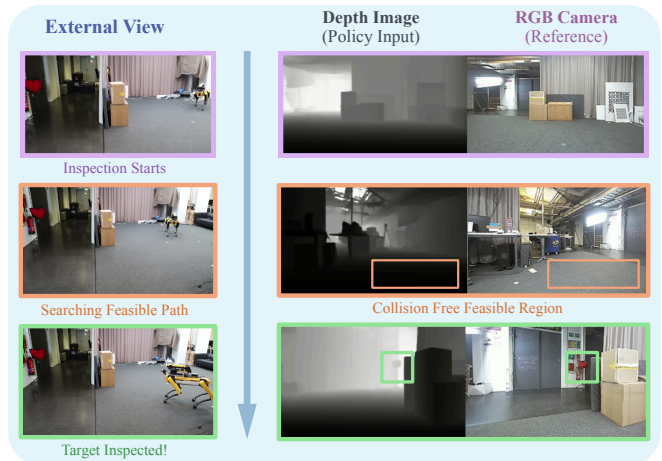 External View
Depth Image
(Policy Input)
RGB Camera
(Reference)
Inspection Starts
Searching Feasible Path
Collision Free Feasible Region
Target Inspected!